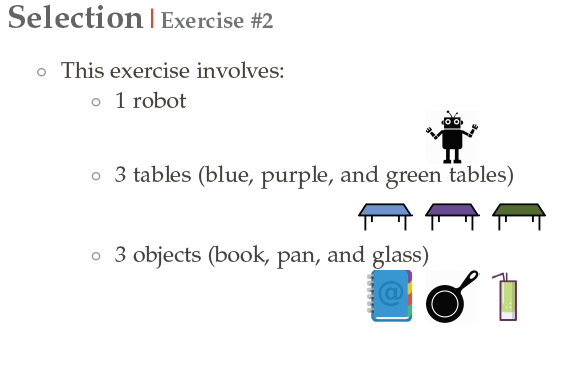 Selection | Exercise #2
This exercise involves:
1 robot
3 tables (blue, purple, and green tables)
3 objects (book, pan, and glass)
@